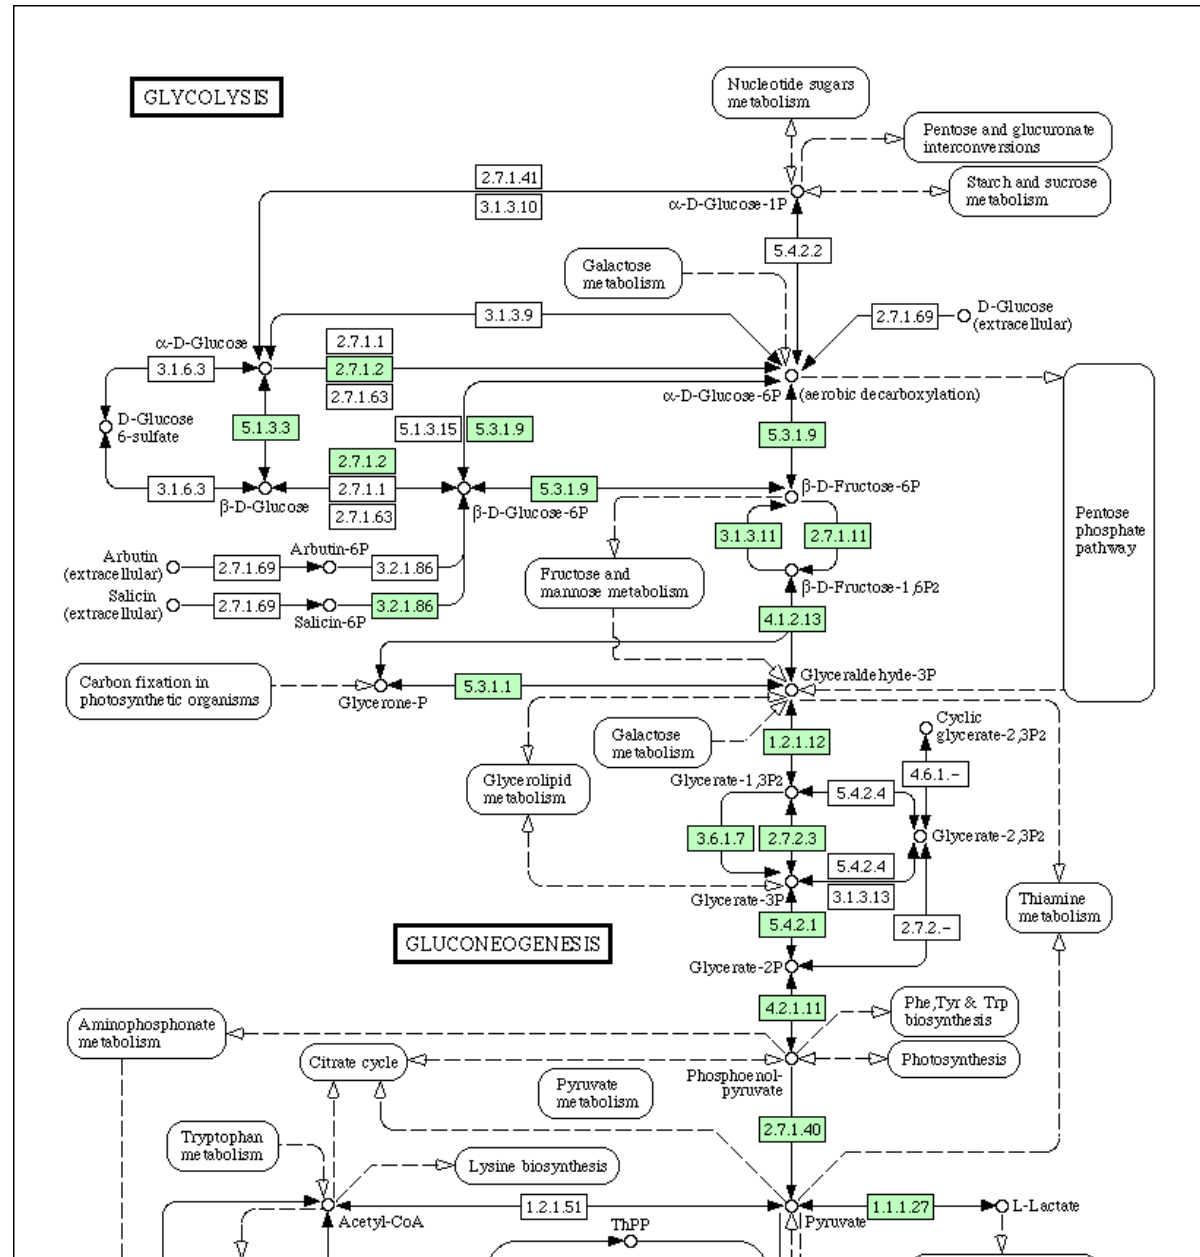 Nucleotide sugars
metabolism
GLYCOLYSIS
Pentose and glucuronate
interconversions
2.7.1.41
3.1.3.10
Starch and sucrose
metabolism
α-D-Glucose-1P
5.4.2.2
Galactose
metabolism
3.1.3.9
2.7.1.69
D-Glucose
(extracellular)
α-D-Glucose
2.7.1.1
3.1.6.3
2.7.1.2
2.7.1.63
α-D-Glucose-6P
(aerobic decarboxylation)
D-Glucose
6-sulfate
5.1.3.3
5.1.3.15
5.3.1.9
5.3.1.9
2.7.1.2
3.1.6.3
2.7.1.1
2.7.1.63
5.3.1.9
β-D-Glucose
β-D-Glucose-6P
β-D-Fructose-6P
Pentose
phosphate
pathway
3.1.3.11
2.7.1.11
Arbutin
(extracellular)
2.7.1.69
Arbutin-6P
3.2.1.86
Fructose and
mannose metabolism
β-D-Fructose-1,6P2
Salicin
(extracellular)
2.7.1.69
Salicin-6P
3.2.1.86
4.1.2.13
Carbon fixation in
photosynthetic organisms
Glycerone-P
5.3.1.1
Glyceraldehyde-3P
Galactose
metabolism
1.2.1.12
Cyclic
glycerate-2,3P2
Glycerolipid
metabolism
Glycerate-1,3P2
5.4.2.4
4.6.1.-
3.6.1.7
2.7.2.3
Glycerate-2,3P2
5.4.2.4
3.1.3.13
Glycerate-3P
Thiamine
metabolism
GLUCONEOGENESIS
5.4.2.1
2.7.2.-
Glycerate-2P
4.2.1.11
Phe,Tyr & Trp
biosynthesis
Aminophosphonate
metabolism
Citrate cycle
Phosphoenol-
pyruvate
Photosynthesis
Pyruvate
metabolism
2.7.1.40
Tryptophan
metabolism
Lysine biosynthesis
Acetyl-CoA
1.2.1.51
Pyruvate
1.1.1.27
L-Lactate
ThPP